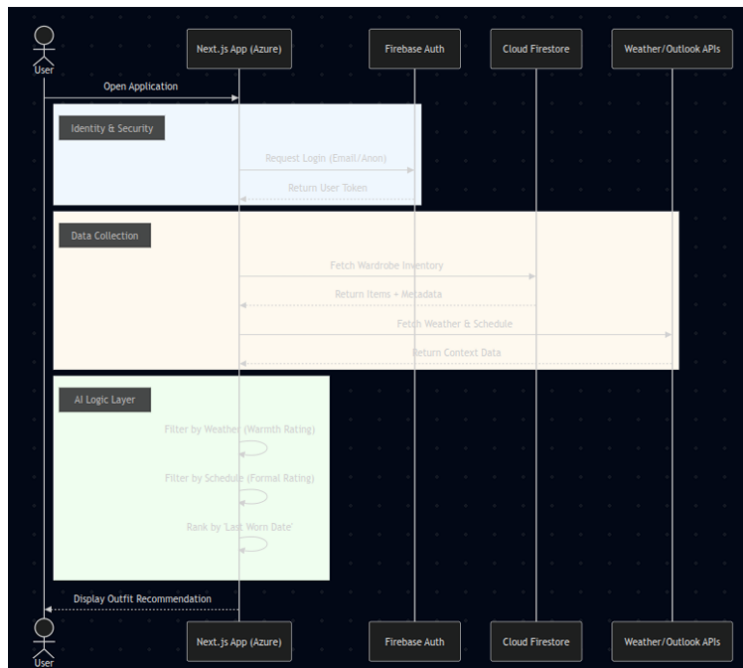 User
Next.js App (Azure)
Firebase Auth
Cloud Firestore
Weather/Outlook APIs
Open Application
Identity & Security
Request Login (Email/Anon)
Return User Token
Data Collection
Fetch Wardrobe Inventory
Return Items + Metadata
Fetch Weather & Schedule
Return Context Data
AI Logic Layer
Filter by Weather (Warmth Rating)
Filter by Schedule (Formal Rating)
Rank by 'Last Worn Date'
Display Outfit Recommendation
User
Next.js App (Azure)
Firebase Auth
Cloud Firestore
Weather/Outlook APIs